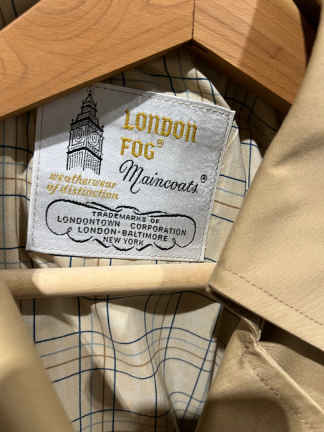 LONDON
FOG®
Maincoats®
weatherwear
of distinction
TRADEMARKS OF
LONDONTOWN CORPORATION
LONDON-BALTIMORE
NEW YORK